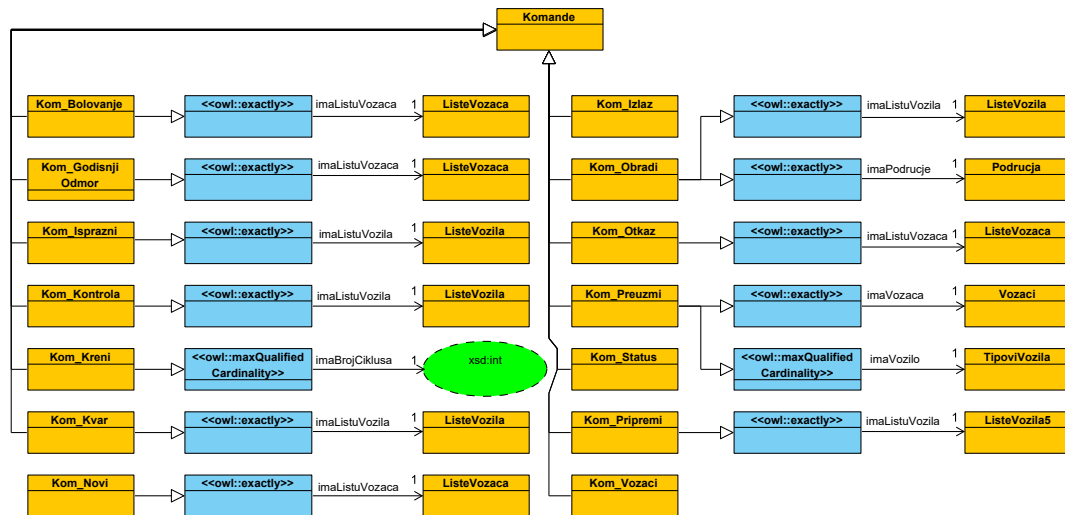 Komande
Kom_Bolovanje
<<owl::exactly>>
imaListuVozaca
1
ListeVozaca
Kom_Godisnji
Odmor
<<owl::exactly>>
imaListuVozaca
1
ListeVozaca
Kom_Isprazni
<<owl::exactly>>
imaListuVozila
1
ListeVozila
Kom_Kontrola
<<owl::exactly>>
imaListuVozila
1
ListeVozila
Kom_Kreni
<<owl::maxQualified
Cardinality>>
imaBrojCiklusa
1
xsd:int
Kom_Kvar
<<owl::exactly>>
imaListuVozila
1
ListeVozila
Kom_Novi
<<owl::exactly>>
imaListuVozaca
1
ListeVozaca
Kom_Izlaz
Kom_Obradi
<<owl::exactly>>
imaListuVozila
1
ListeVozila
<<owl::exactly>>
imaPodrucje
1
Podrucja
Kom_Otkaz
<<owl::exactly>>
imaListuVozaca
1
ListeVozaca
Kom_Preuzmi
<<owl::exactly>>
imaVozaca
1
Vozaci
<<owl::maxQualified
Cardinality>>
imaVozilo
1
TipoviVozila
Kom_Status
Kom_Pripremi
<<owl::exactly>>
imaListuVozila
1
ListeVozila5
Kom_Vozaci